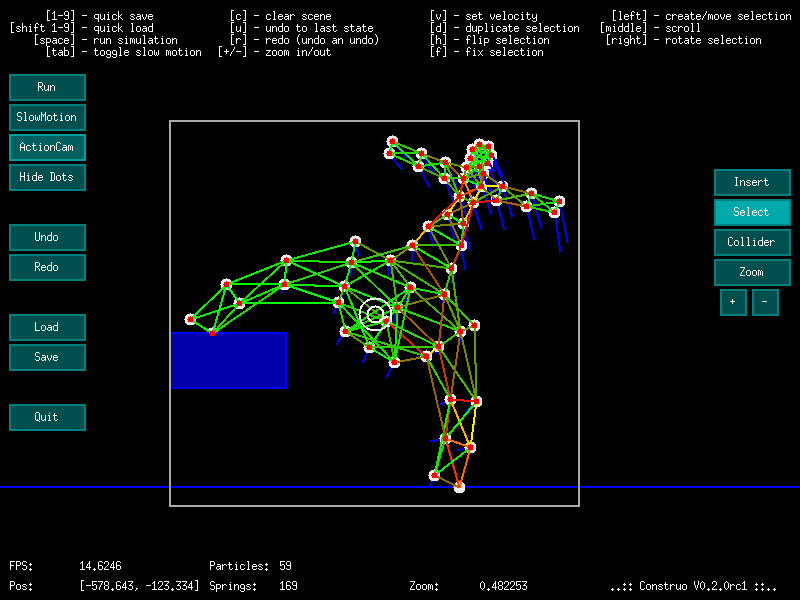 [1-9] - quick save [c] - clear scene [v] - set velocity [left] - create/move selection
[shift 1-9] - quick load [u] - undo to last state [d] - duplicate selection [middle] - scroll
[space] - run simulation [r] - redo (undo an undo) [h] - flip selection [right] - rotate selection
[tab] - toggle slow motion [+/-] - zoom in/out [f] - fix selection
Run
SlowMotion
ActionCam
Hide Dots
Undo
Redo
Load
Save
Quit
Insert
Select
Collider
Zoom
+ -
FPS: 14.6246 Particles: 59
Pos: [-578.643, -123.334] Springs: 169 Zoom: 0.482253 ..:: Construo V0.2.0rc1 ::..